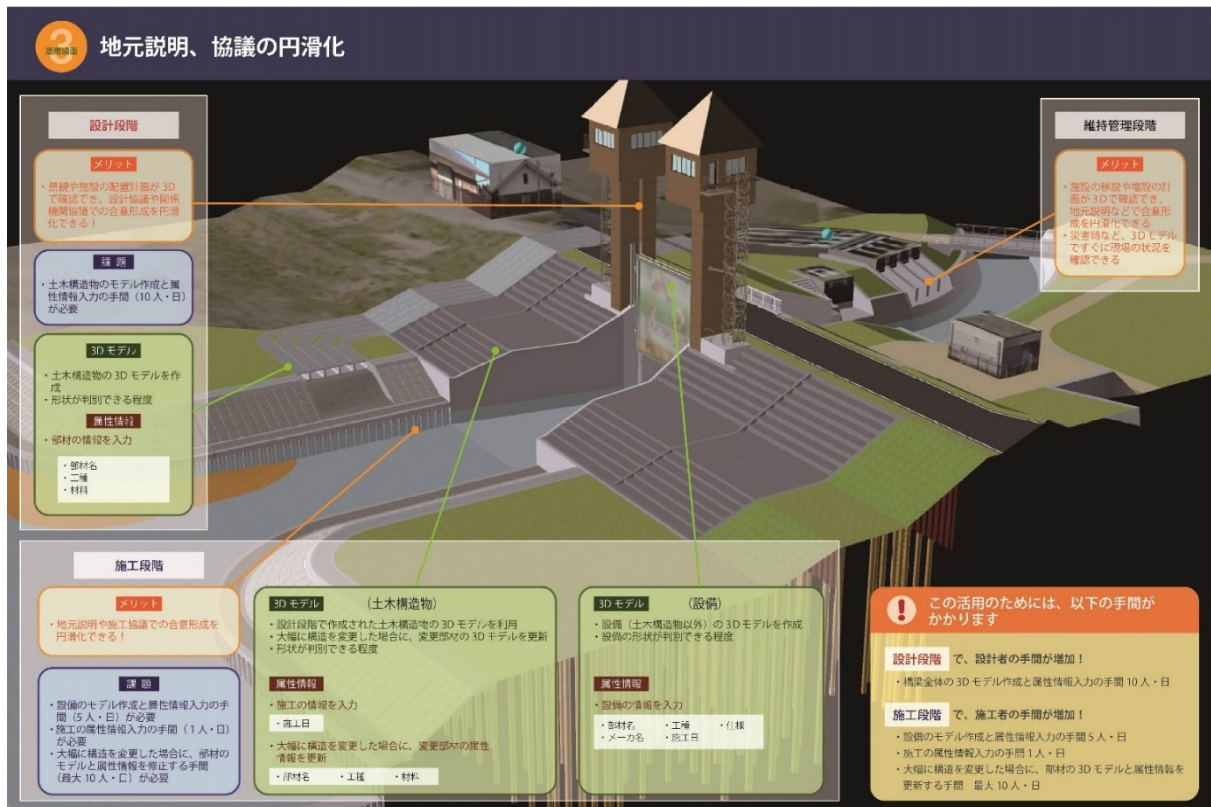 3
活用場面
地元説明、協議の円滑化
設計段階
メリット
・景観や施設の配置計画が3D
で確認でき、設計協議や関係
機関協議での合意形成を円滑
化できる！
課題
・土木構造物のモデル作成と属
性情報入力の手間（10人・日）
が必要
3Dモデル
・土木構造物の3Dモデルを作
成
・形状が判別できる程度
属性情報
・部材の情報を入力
・部材名
・工種
・材料
維持管理段階
メリット
・施設の移設や増設の計
画が3Dで確認でき、
地元説明などで合意形
成を円滑化できる
・災害時など、3Dモデル
ですぐに現場の状況を
確認できる
施工段階
メリット
・地元説明や施工協議での合意形成を
円滑化できる！
課題
・設備のモデル作成と属性情報入力の手
間（5人・日）が必要
・施工の属性情報入力の手間（1人・日）
が必要
・大幅に構造を変更した場合に、部材の
モデルと属性情報を修正する手間
（最大10人・日）が必要
3Dモデル （土木構造物）
・設計段階で作成された土木構造物の3Dモデルを利用
・大幅に構造を変更した場合に、変更部材の3Dモデルを更新
・形状が判別できる程度
属性情報
・施工の情報を入力
・施工日
・大幅に構造を変更した場合に、変更部材の属性
情報を更新
・部材名 ・工種 ・材料
3Dモデル （設備）
・設備（土木構造物以外）の3Dモデルを作成
・設備の形状が判別できる程度
属性情報
・設備の情報を入力
・部材名 ・工種 ・仕様
・メーカ名 ・施工日
! この活用のためには、以下の手間が
かかります
設計段階 で、設計者の手間が増加！
・橋梁全体の3Dモデル作成と属性情報入力の手間10人・日
施工段階 で、施工者の手間が増加！
・設備のモデル作成と属性情報入力の手間5人・日
・施工の属性情報入力の手間1人・日
・大幅に構造を変更した場合に、部材の3Dモデルと属性情報を
更新する手間 最大10人・日